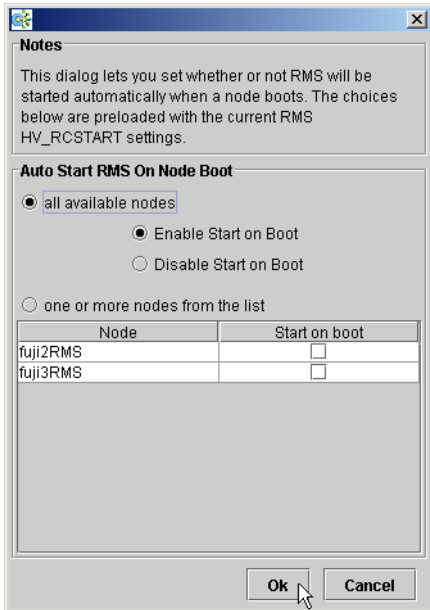 Notes
This dialog lets you set whether or not RMS will be
started automatically when a node boots. The choices
below are preloaded with the current RMS
HV_RCSTART settings.
Auto Start RMS On Node Boot
all available nodes
Enable Start on Boot
Disable Start on Boot
one or more nodes from the list
Node Start on boot
fuji2RMS
fuji3RMS
Ok Cancel